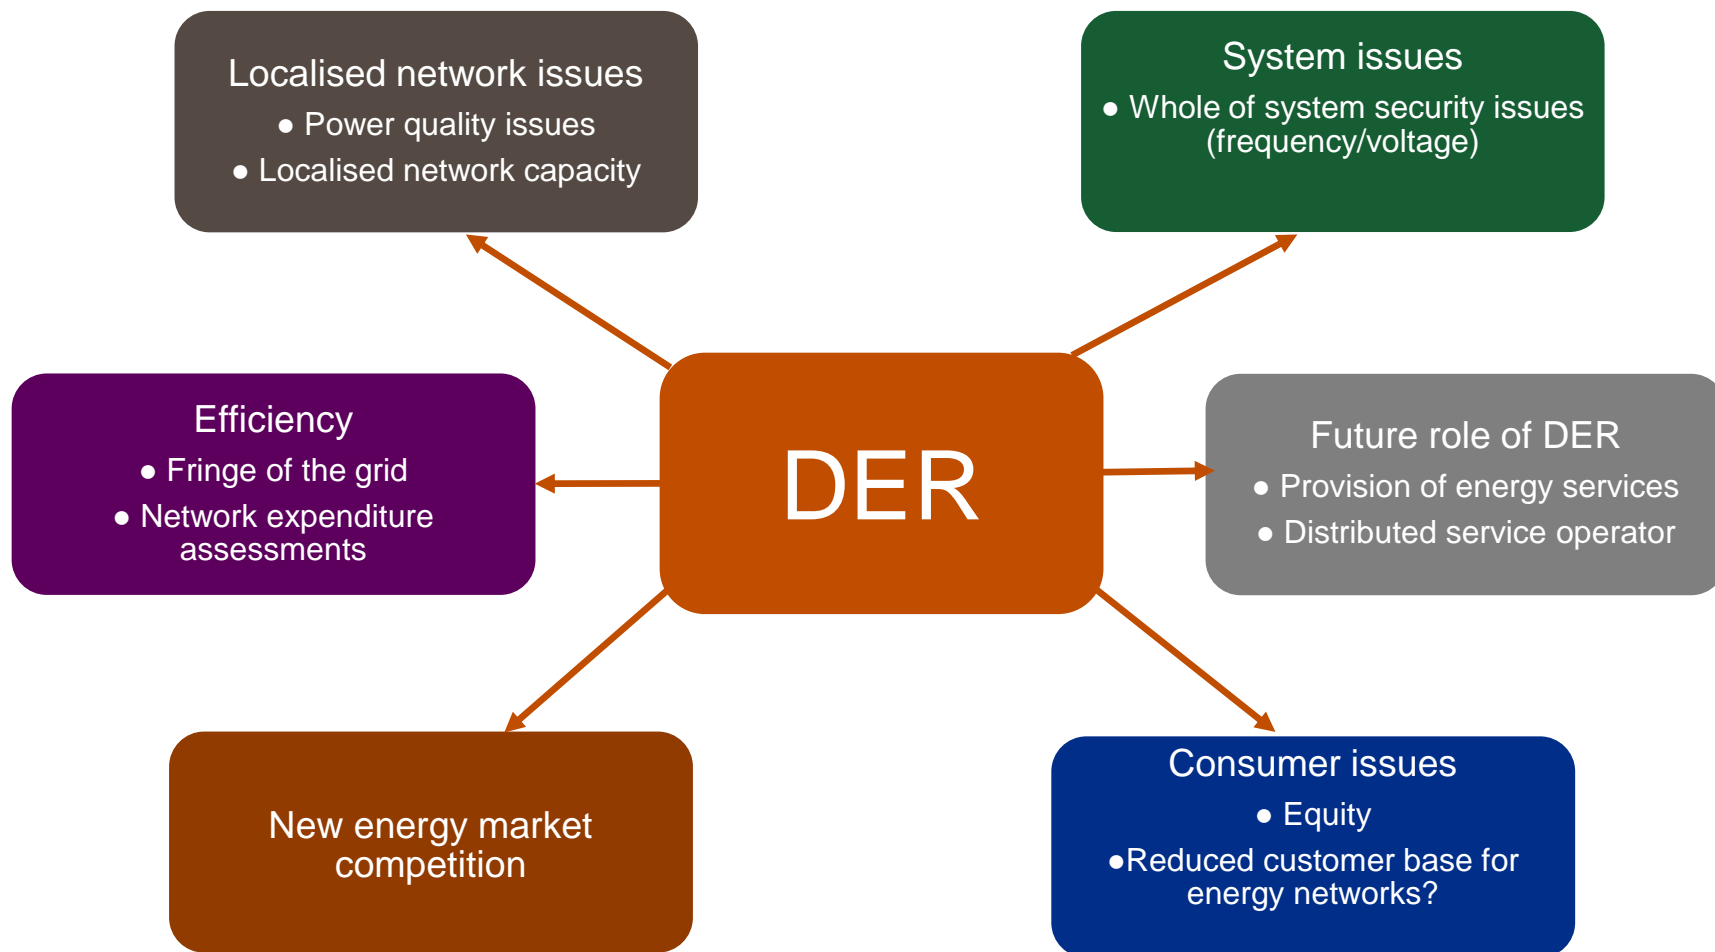 Localised network issues
● Power quality issues
● Localised network capacity
System issues
● Whole of system security issues
(frequency/voltage)
Efficiency
● Fringe of the grid
● Network expenditure
assessments
DER
Future role of DER
● Provision of energy services
● Distributed service operator
New energy market
competition
Consumer issues
● Equity
●Reduced customer base for
energy networks?